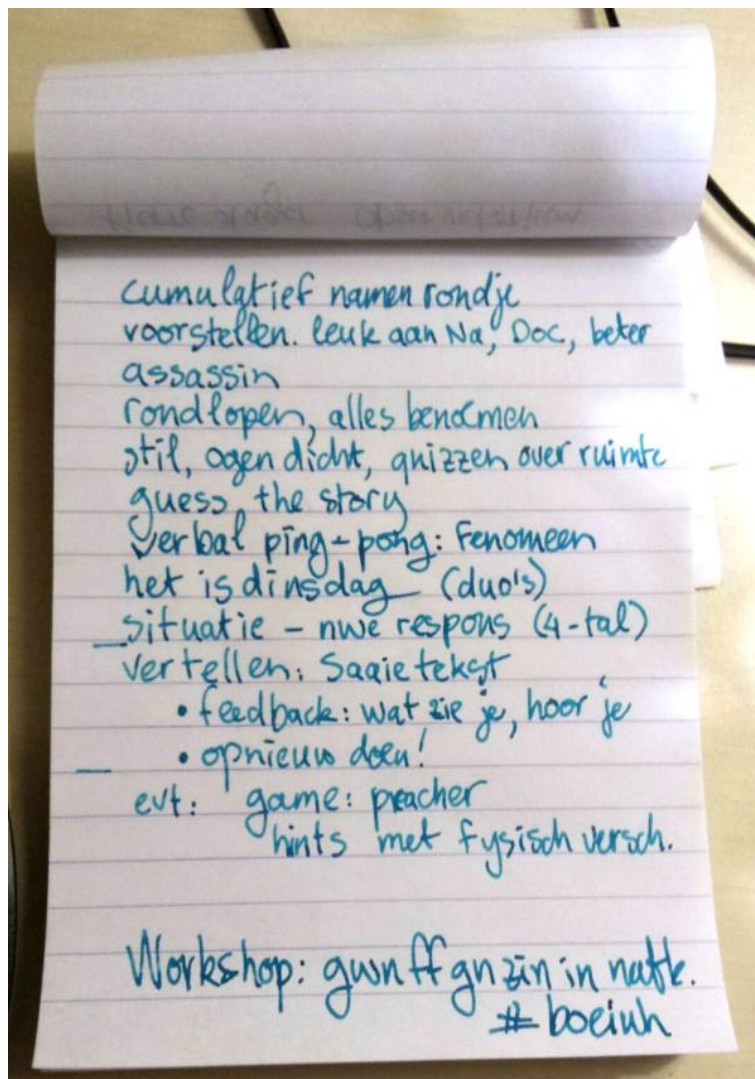 cumulatief namen rondje
voorstellen. leuk aan Na, Doc, beter
assassin
rondlopen, alles benoemen
stil, ogen dicht, quizzen over ruimte
guess the story
verbal ping-pong: Fenomeen
het is dinsdag (duo's)
situatie - nwe respons (4-tal)
vertellen: Saaie tekst
• feedback: wat zie je, hoor je
• opnieuw doen!
evt: game: preacher
hints met fysisch versch.
Workshop: gwn ff gn zin in natk.
# boeiuh